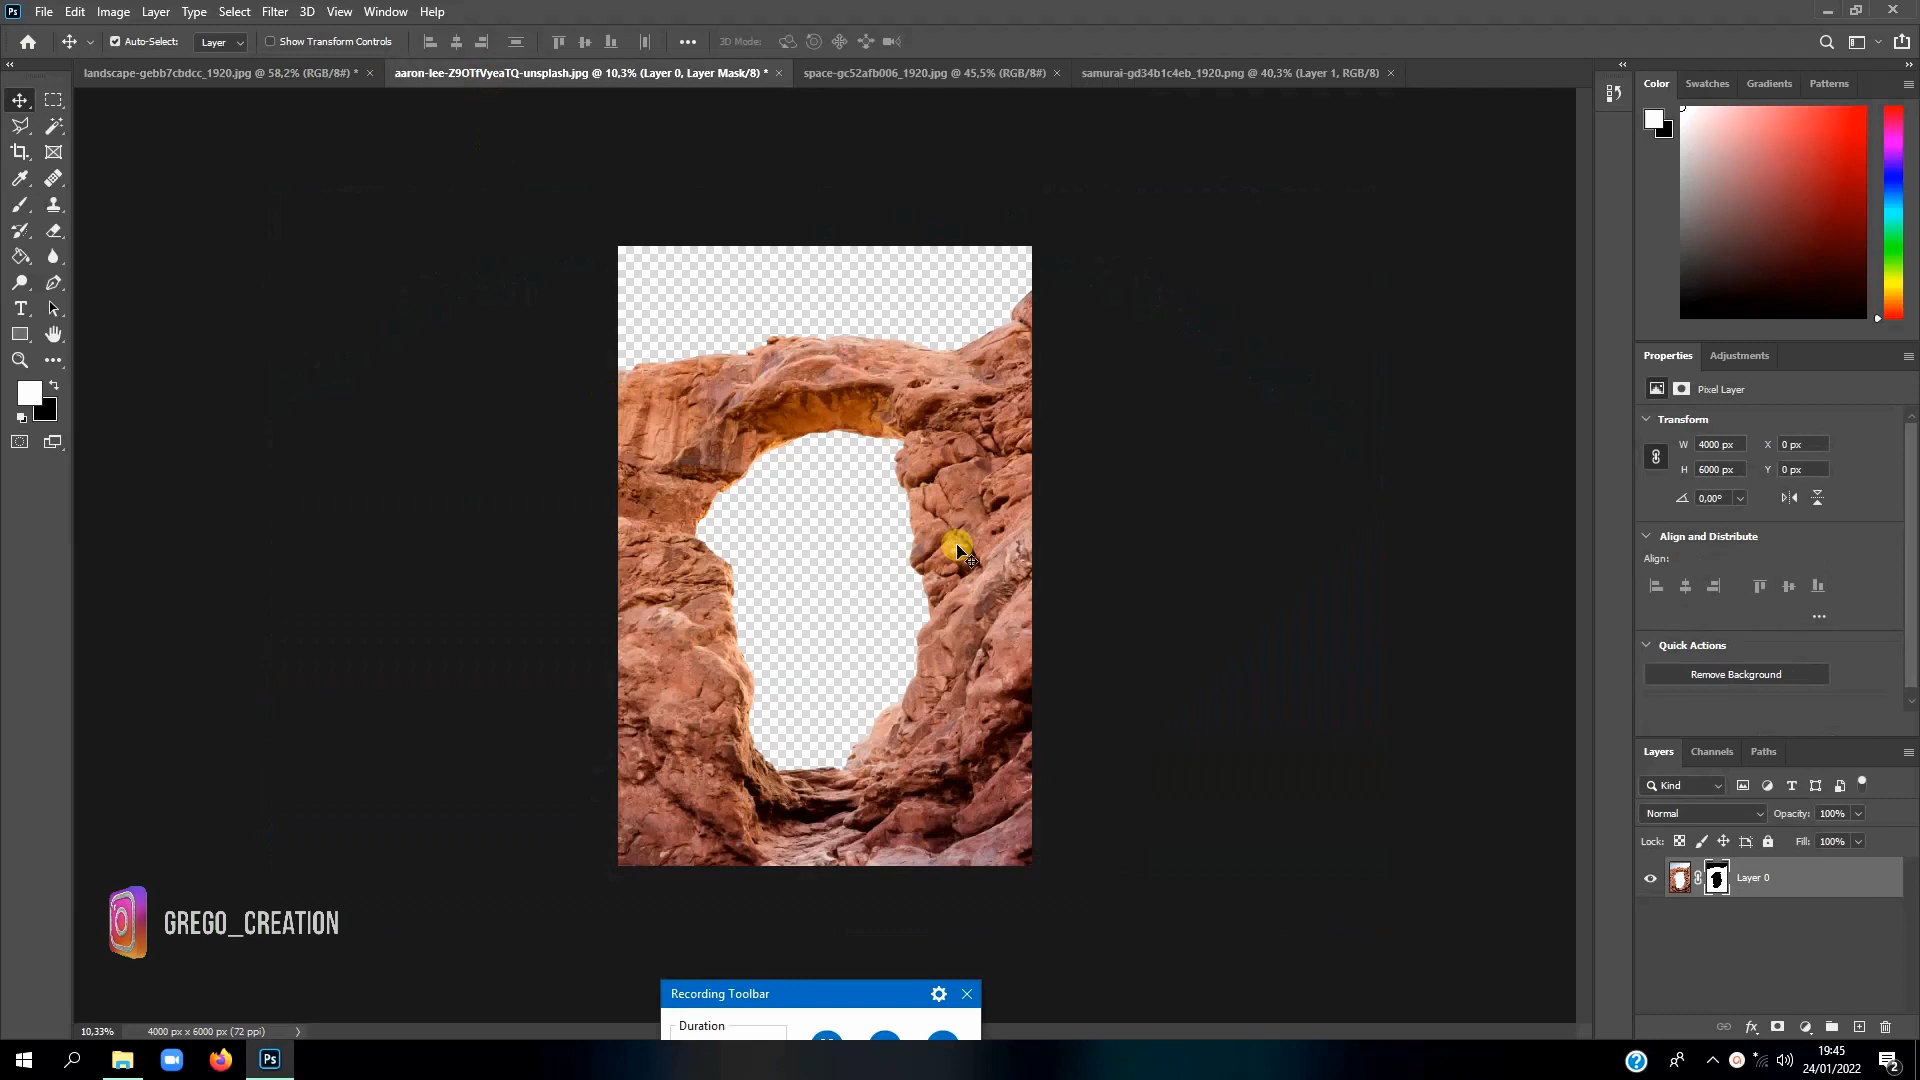 Ps File Edit Image Layer Type Select Filter 3D View Window Help
Auto-Select: Layer Show Transform Controls 3D Mode:
landscape-gebb7cbdcc_1920.jpg @ 58,2% (RGB/8#) * aaron-lee-Z9OTfVyeaTQ-unsplash.jpg @ 10,3% (Layer 0, Layer Mask/8) * space-gc52afb006_1920.jpg @ 45,5% (RGB/8#) samurai-gd34b1c4eb_1920.png @ 40,3% (Layer 1, RGB/8)
Color Swatches Gradients Patterns
Properties Adjustments
Pixel Layer
Transform
W 4000 px X 0 px
H 6000 px Y 0 px
0,00°
Align and Distribute
Align:
Quick Actions
Remove Background
Layers Channels Paths
Kind
Normal Opacity: 100%
Lock: Fill: 100%
Layer 0
GREGO_CREATION
Recording Toolbar
Duration
10,33% 4000 px x 6000 px (72 ppi)
Ps
19:45
24/01/2022
2